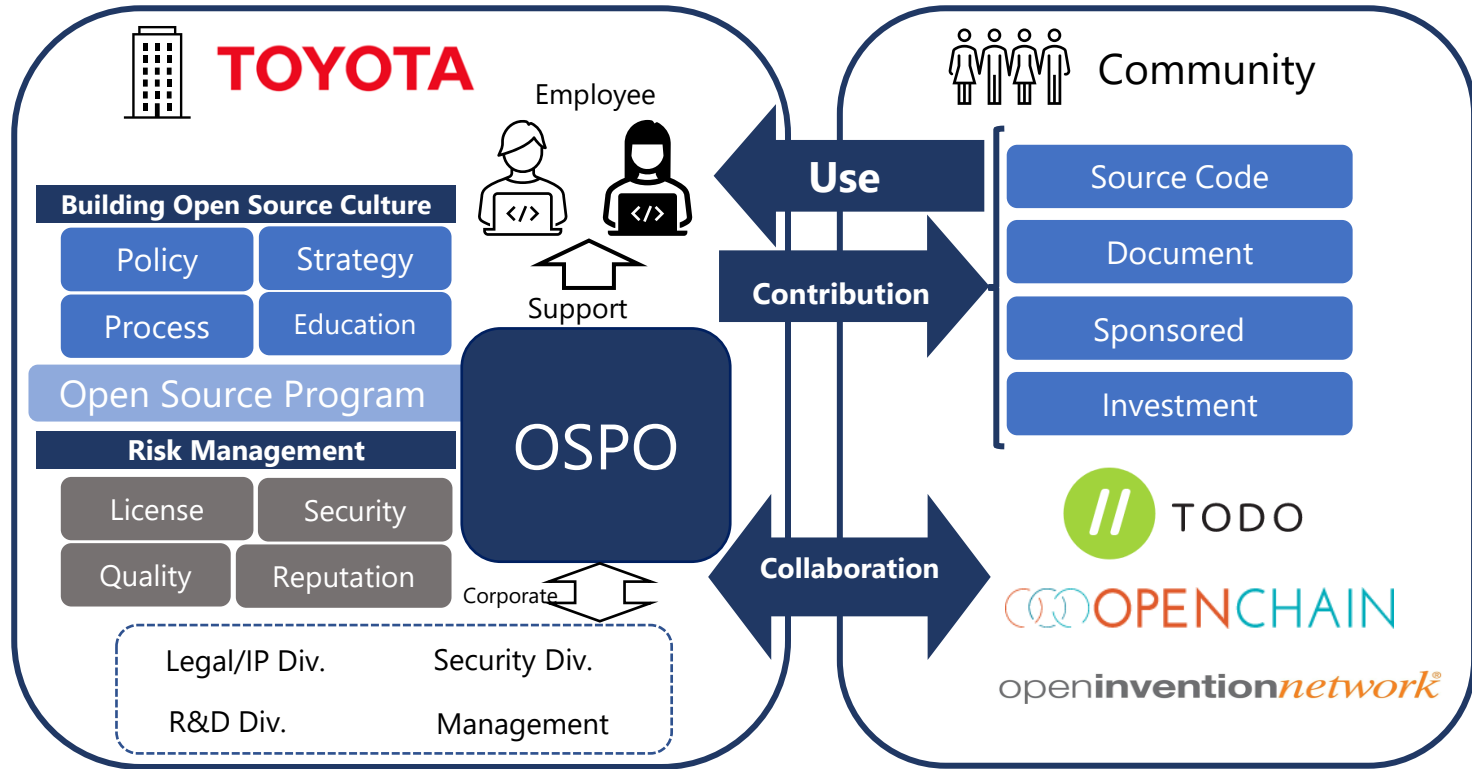 TOYOTA
Employee
</>
</>
Building Open Source Culture
Policy
Strategy
Process
Education
Support
Open Source Program
OSPO
Risk Management
License
Security
Quality
Reputation
Corporate
Legal/IP Div.
Security Div.
R&D Div.
Management
Use
Contribution
Collaboration
Community
Source Code
Document
Sponsored
Investment
TODO
OPENCHAIN
openinventionnetwork®